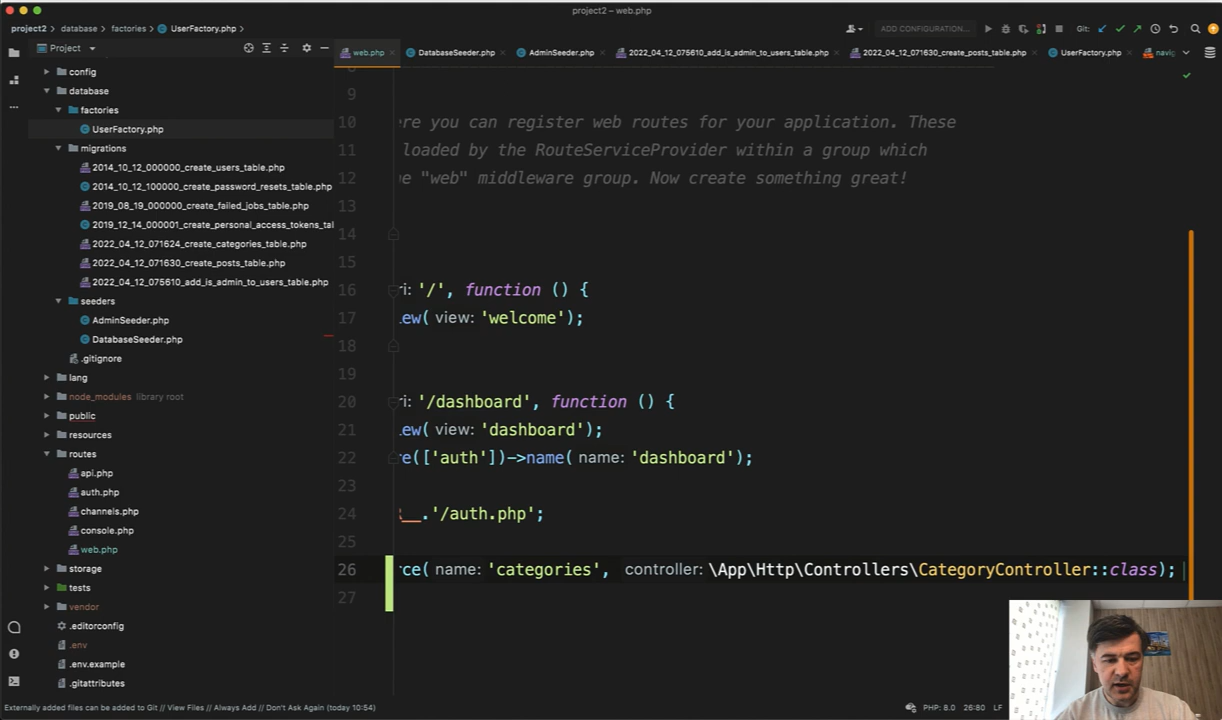 project2 – web.php
project2 › database › factories › UserFactory.php ›
ADD CONFIGURATION...
Git:
Project
web.php
DatabaseSeeder.php
AdminSeeder.php
2022_04_12_075610_add_is_admin_to_users_table.php
2022_04_12_071630_create_posts_table.php
UserFactory.php
config
database
factories
UserFactory.php
migrations
2014_10_12_000000_create_users_table.php
2014_10_12_100000_create_password_resets_table.php
2019_08_19_000000_create_failed_jobs_table.php
2019_12_14_000001_create_personal_access_tokens_ta
2022_04_12_071624_create_categories_table.php
2022_04_12_071630_create_posts_table.php
2022_04_12_075610_add_is_admin_to_users_table.php
seeders
AdminSeeder.php
DatabaseSeeder.php
.gitignore
lang
node_modules library root
public
resources
routes
api.php
auth.php
channels.php
console.php
web.php
storage
tests
vendor
.editorconfig
.env
.env.example
.gitattributes
9
10 ere you can register web routes for your application. These
11 loaded by the RouteServiceProvider within a group which
12 "web" middleware group. Now create something great!
13
14
15
16 '/', function () {
17 view: 'welcome');
18
19
20 '/dashboard', function () {
21 view: 'dashboard');
22 (['auth'])->name( name: 'dashboard');
23
24 .'/auth.php';
25
26 rce( name: 'categories', controller: \App\Http\Controllers\CategoryController::class);
27
Externally added files can be added to Git // View Files // Always Add // Don't Ask Again (today 10:54)
PHP: 8.0 26:80 LF